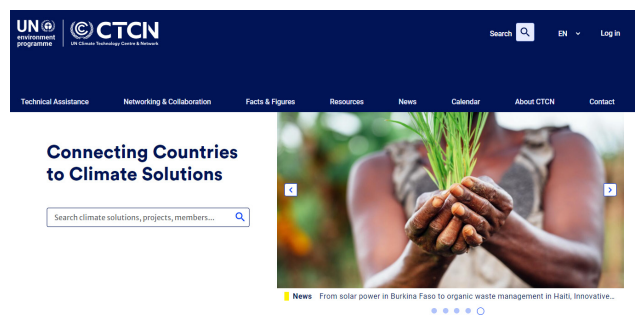 UN
environment
programme
CTCN
UN Climate Technology Centre & Network
Search
EN
Log in
Technical Assistance
Networking & Collaboration
Facts & Figures
Resources
News
Calendar
About CTCN
Contact
Connecting Countries
to Climate Solutions
Search climate solutions, projects, members...
News From solar power in Burkina Faso to organic waste management in Haiti, Innovative...